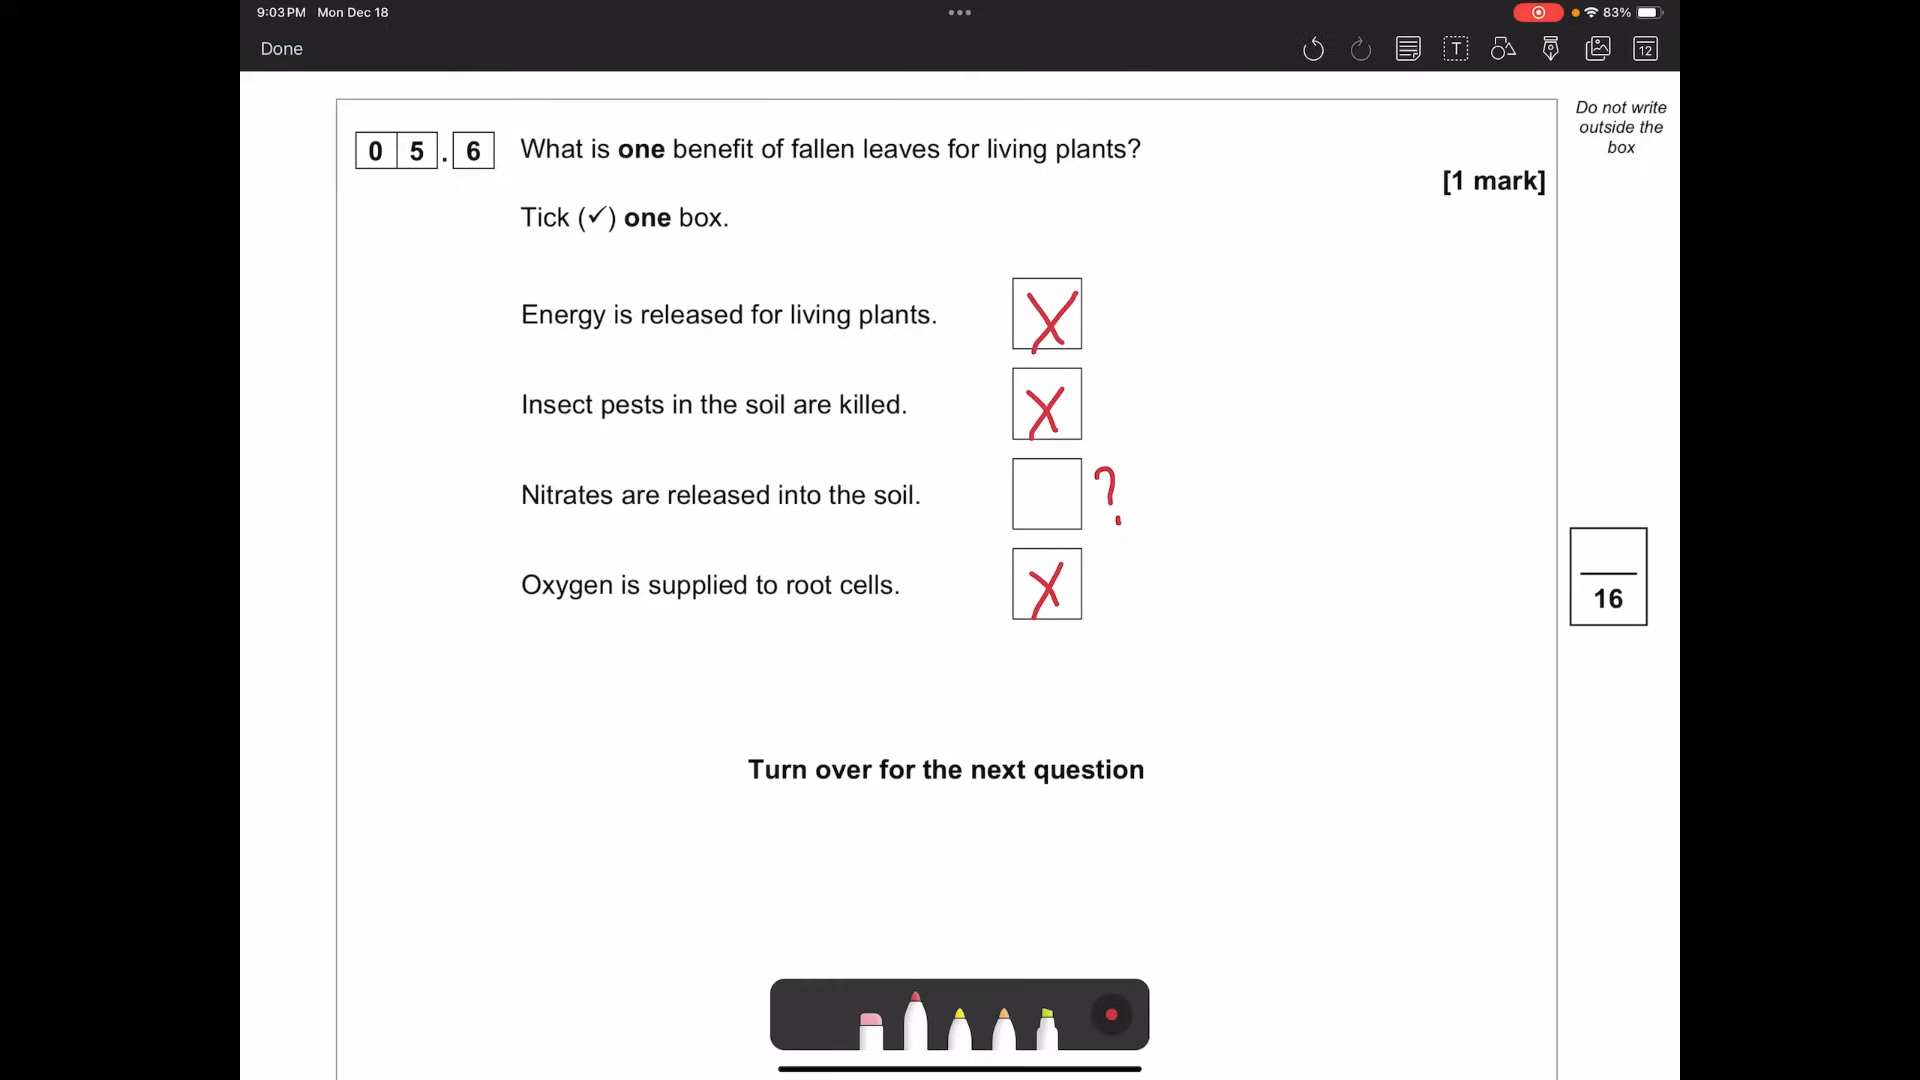 9:03 PM Mon Dec 18
83%
Done
T
12
Do not write
outside the
box
0 5 . 6 What is one benefit of fallen leaves for living plants?
[1 mark]
Tick (✓) one box.
Energy is released for living plants. X
Insect pests in the soil are killed. X
Nitrates are released into the soil. ?
Oxygen is supplied to root cells. X
16
Turn over for the next question